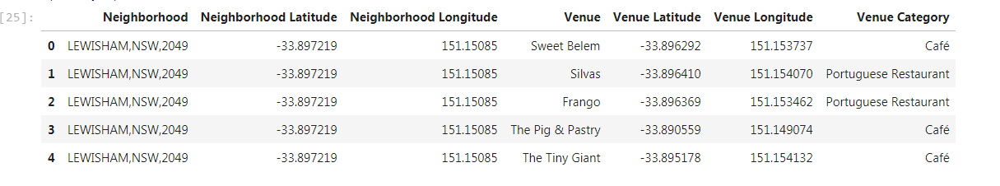 [25]:
Neighborhood Neighborhood Latitude Neighborhood Longitude Venue Venue Latitude Venue Longitude Venue Category
0 LEWISHAM,NSW,2049 -33.897219 151.15085 Sweet Belem -33.896292 151.153737 Café
1 LEWISHAM,NSW,2049 -33.897219 151.15085 Silvas -33.896410 151.154070 Portuguese Restaurant
2 LEWISHAM,NSW,2049 -33.897219 151.15085 Frango -33.896369 151.153462 Portuguese Restaurant
3 LEWISHAM,NSW,2049 -33.897219 151.15085 The Pig & Pastry -33.890559 151.149074 Café
4 LEWISHAM,NSW,2049 -33.897219 151.15085 The Tiny Giant -33.895178 151.154132 Café